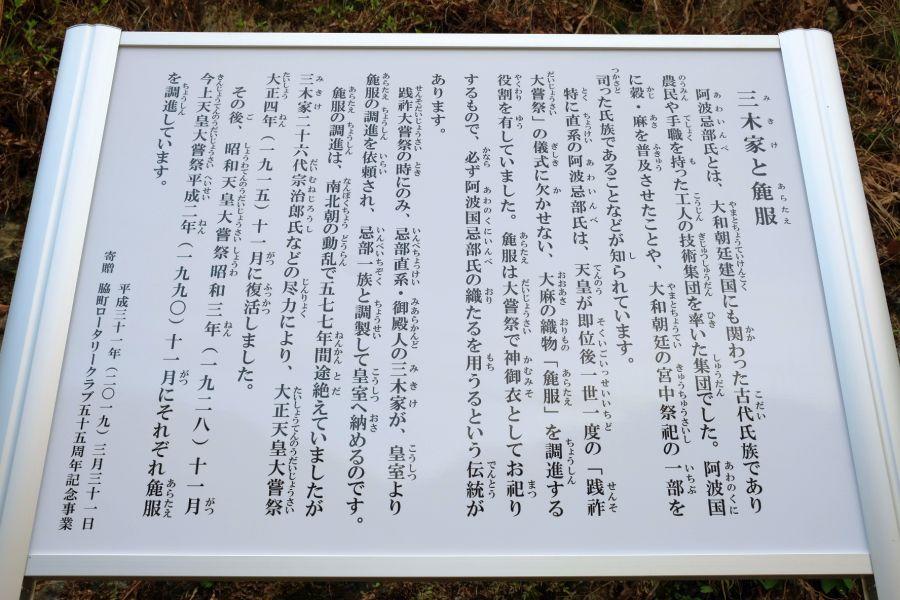 三木家と麁服
阿波忌部氏とは、大和朝廷建国にも関わった古代氏族であり
農民や手職を持った工人の技術集団を率いた集団でした。阿波国
に穀・麻を普及させたことや、大和朝廷の宮中祭祀の一部を
司った氏族であることなどが知られています。
特に直系の阿波忌部氏は、天皇が即位後一世一度の「践祚
大嘗祭」の儀式に欠かせない、大麻の織物「麁服」を調進する
役割を有していました。麁服は大嘗祭で神御衣としてお祀り
するもので、必ず阿波国忌部氏の織たるを用うるという伝統が
あります。
践祚大嘗祭の時にのみ、忌部直系・御殿人の三木家が、皇室より
麁服の調進を依頼され、忌部一族と調製して皇室へ納めるのです。
麁服の調進は、南北朝の動乱で五七七年間途絶えていましたが
三木家二十六代宗治郎氏などの尽力により、大正天皇大嘗祭
大正四年(一九一五)十一月に復活しました。
その後、昭和天皇大嘗祭昭和三年(一九二八)十一月
今上天皇大嘗祭平成二年(一九九〇)十一月にそれぞれ麁服
を調進しています。
平成三十一年(二〇一九)三月三十一日
寄贈 脇町ロータリークラブ五十五周年記念事業